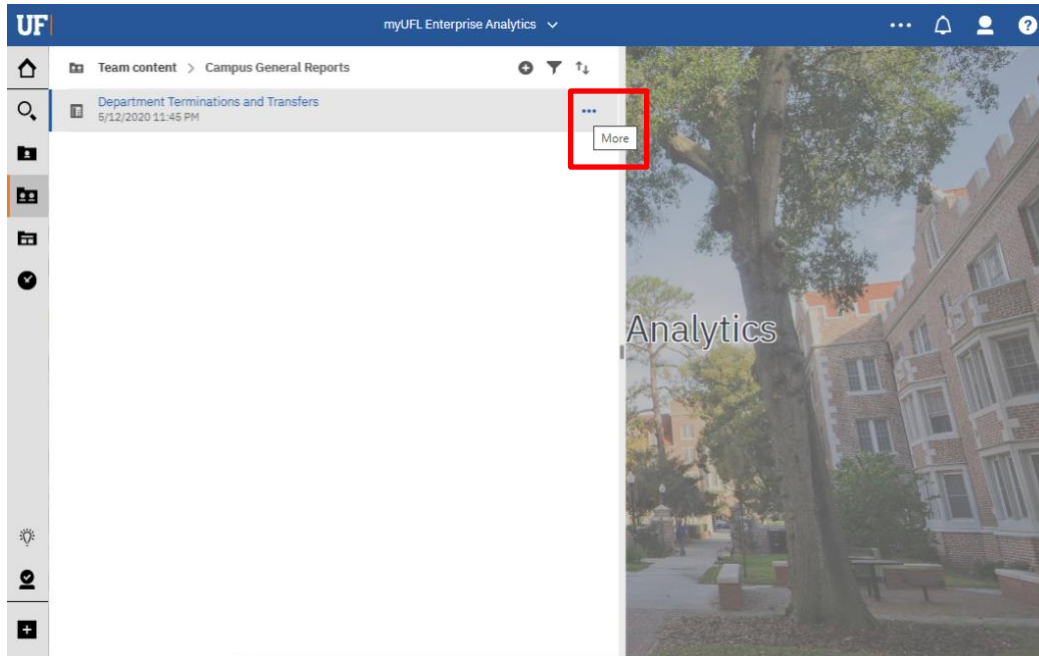 UF
myUFL Enterprise Analytics
Team content > Campus General Reports
Department Terminations and Transfers
5/12/2020 11:45 PM
More
Analytics